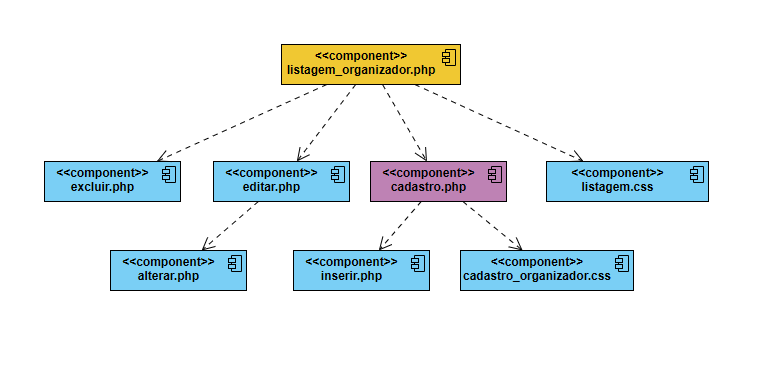 <<component>>
listagem_organizador.php
<<component>>
excluir.php
<<component>>
editar.php
<<component>>
cadastro.php
<<component>>
listagem.css
<<component>>
alterar.php
<<component>>
inserir.php
<<component>>
cadastro_organizador.css